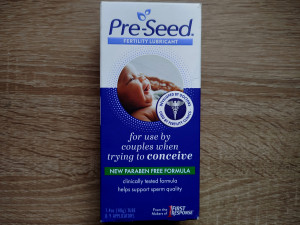 Pre-Seed.
FERTILITY LUBRICANT
for use by
couples when
trying to conceive
NEW PARABEN FREE FORMULA
clinically tested formula
helps support sperm quality
From the
Makers of
FIRST
RESPONSE